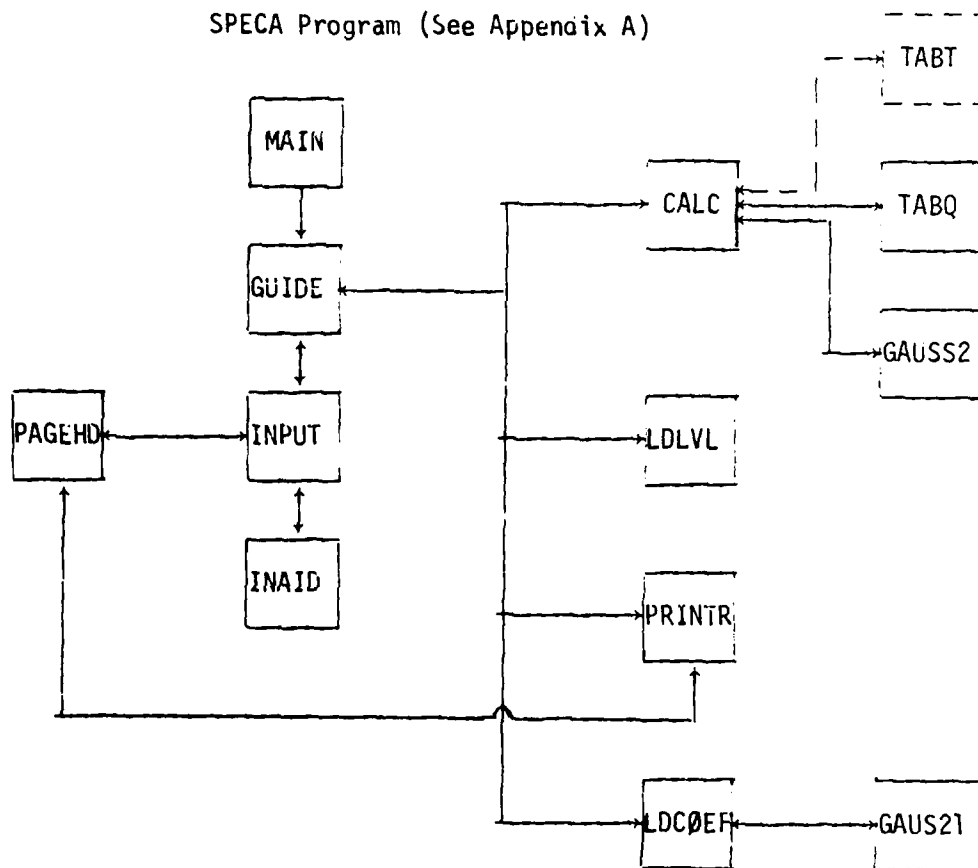 SPECA Program (See Appendix A)
TABT
MAIN
CALC
TABQ
GUIDE
GAUSS2
PAGEHD
INPUT
LDLVL
INAID
PRINTR
LDCØEF
GAUS21